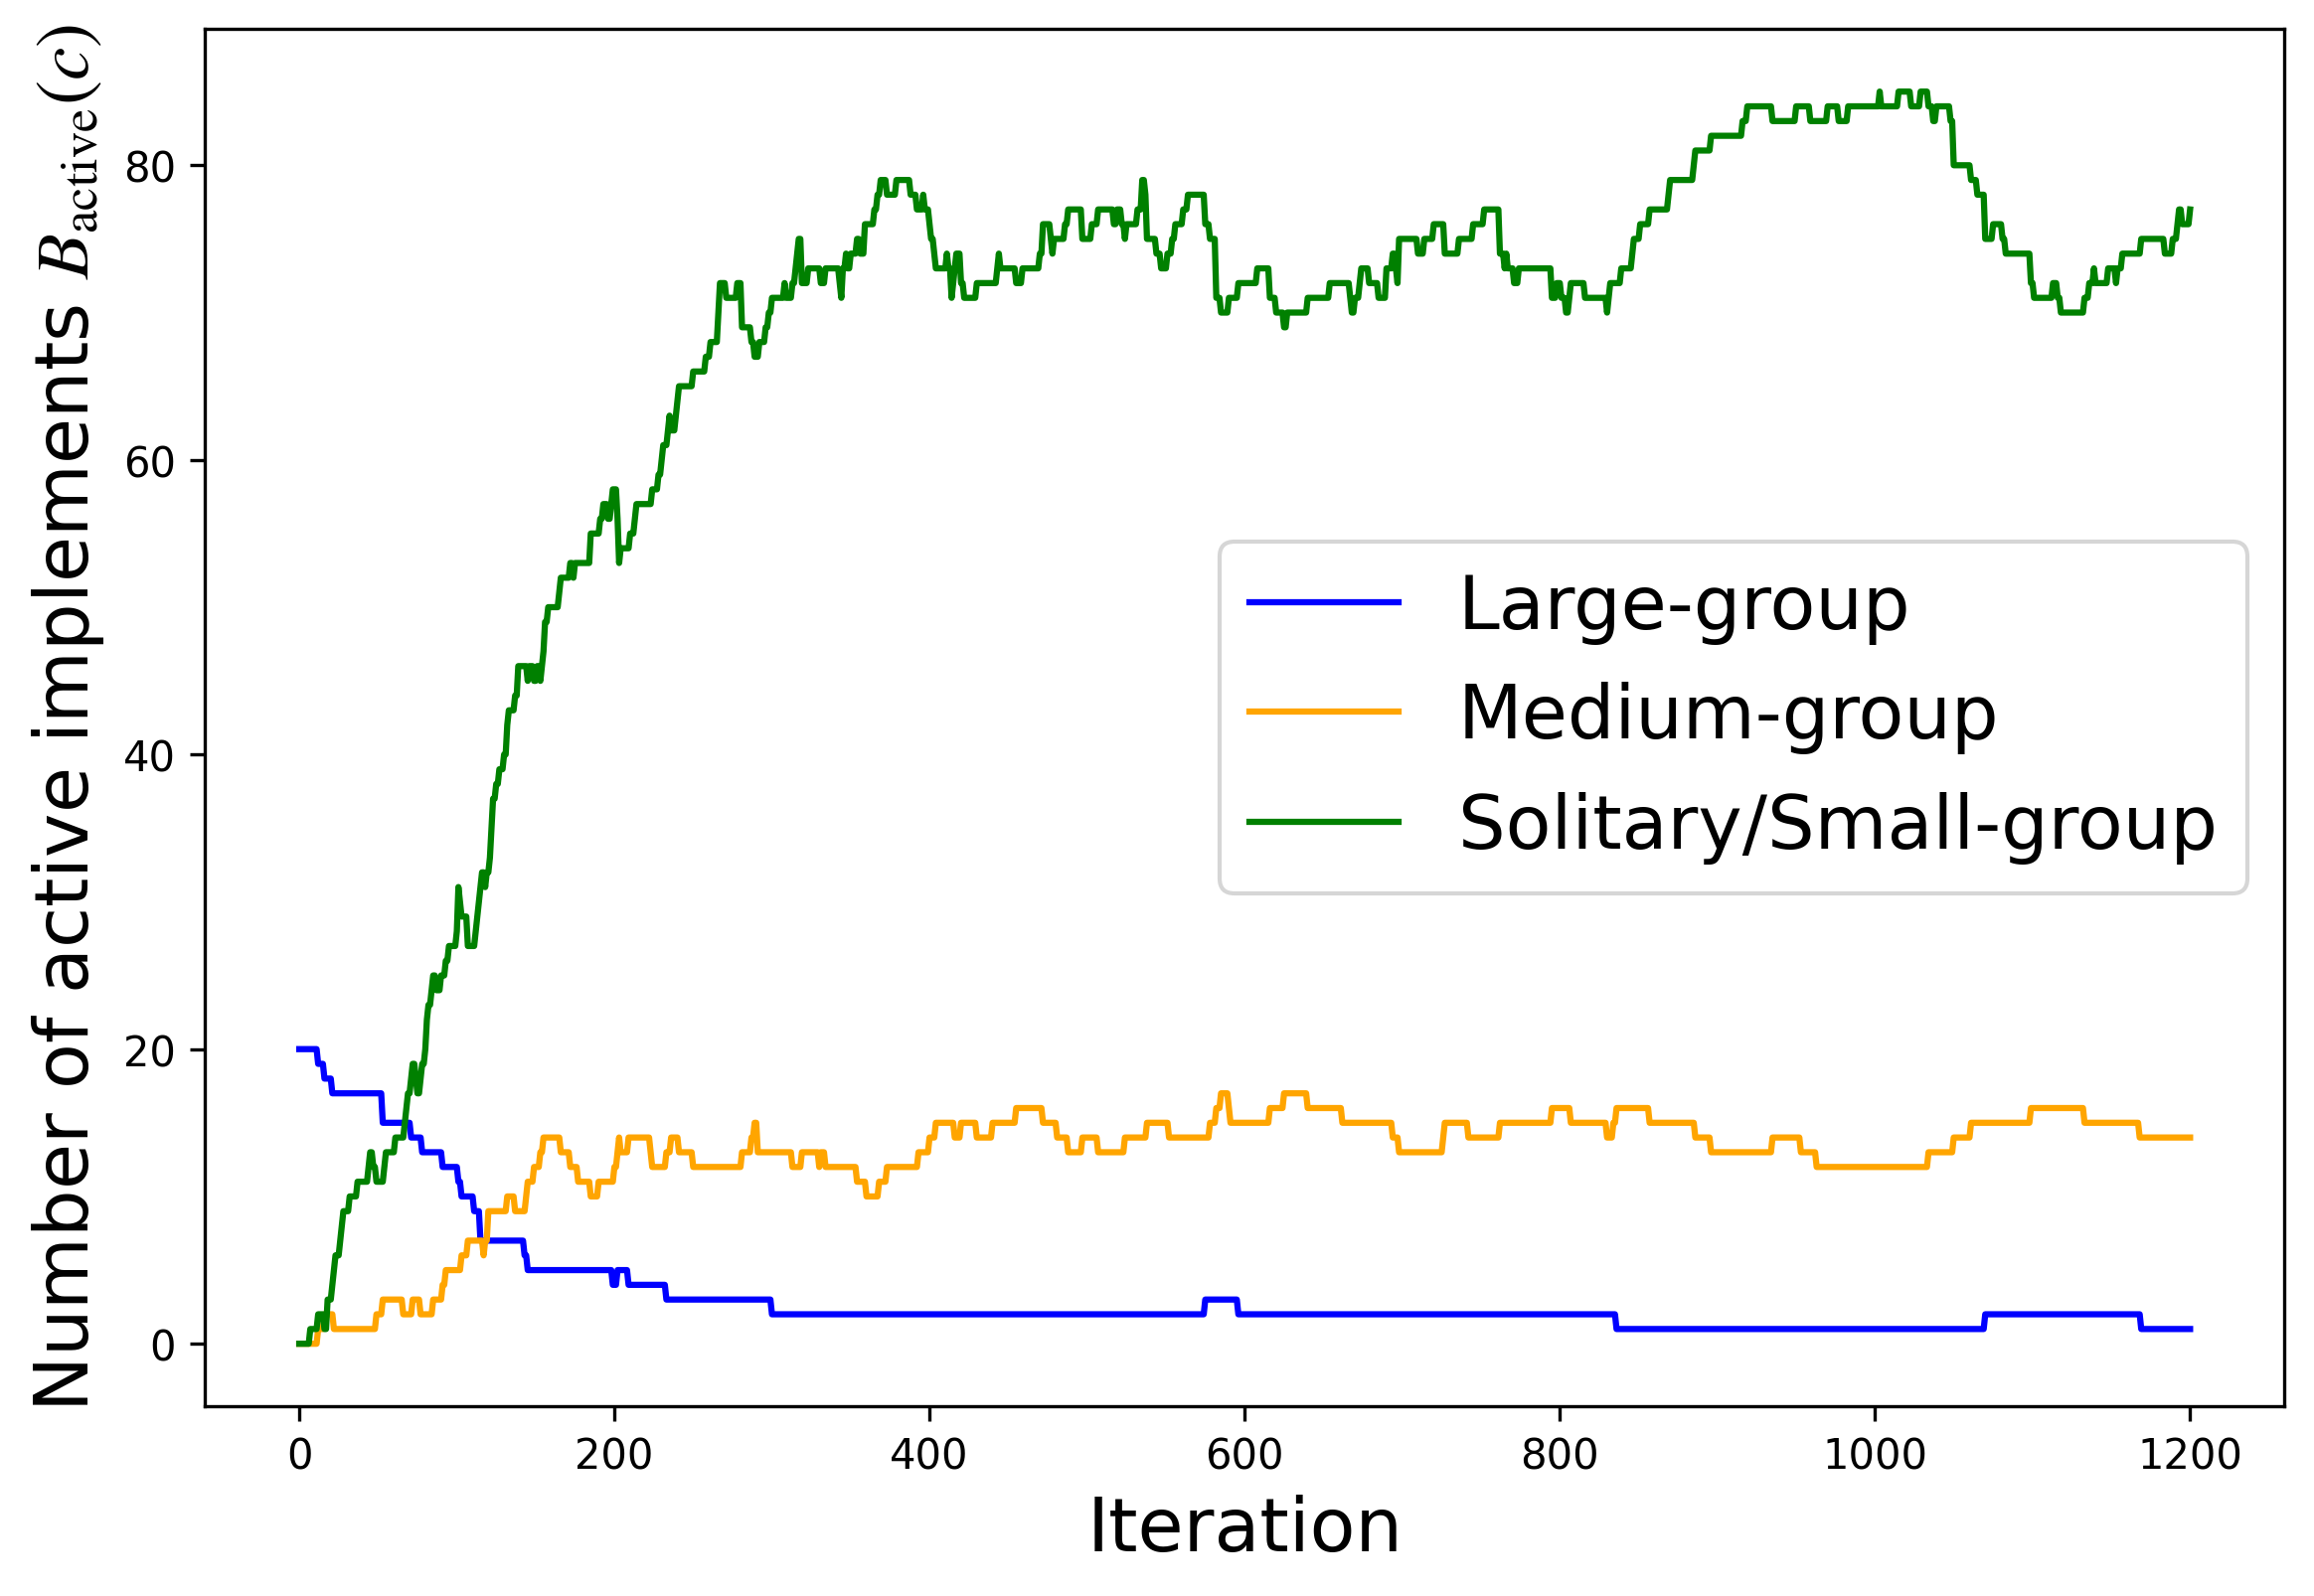 Number of active implements B_active(c)
80
60
40
20
0
Large-group
Medium-group
Solitary/Small-group
0 200 400 600 800 1000 1200
Iteration